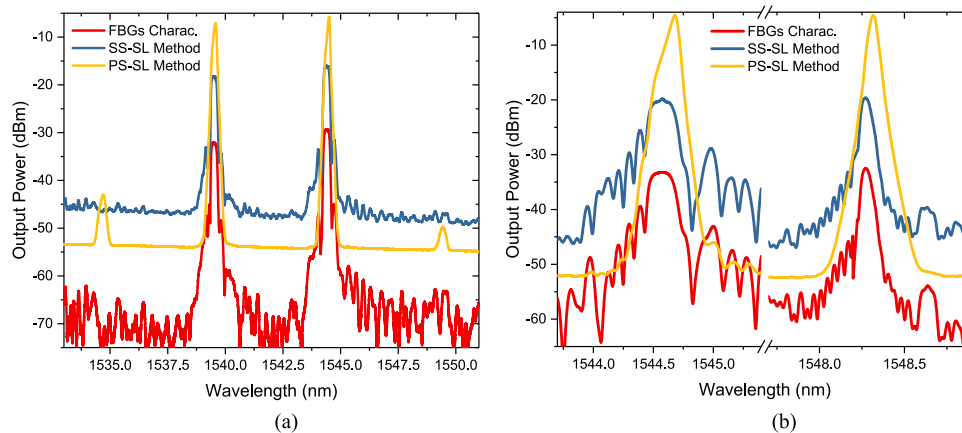 FBGs Charac.
SS-SL Method
PS-SL Method
Output Power (dBm)
-10
-20
-30
-40
-50
-60
-70
1535.0
1537.5
1540.0
1542.5
1545.0
1547.5
1550.0
Wavelength (nm)
(a)
FBGs Charac.
SS-SL Method
PS-SL Method
Output Power (dBm)
-10
-20
-30
-40
-50
-60
1544.0
1544.5
1545.0
1548.0
1548.5
Wavelength (nm)
(b)